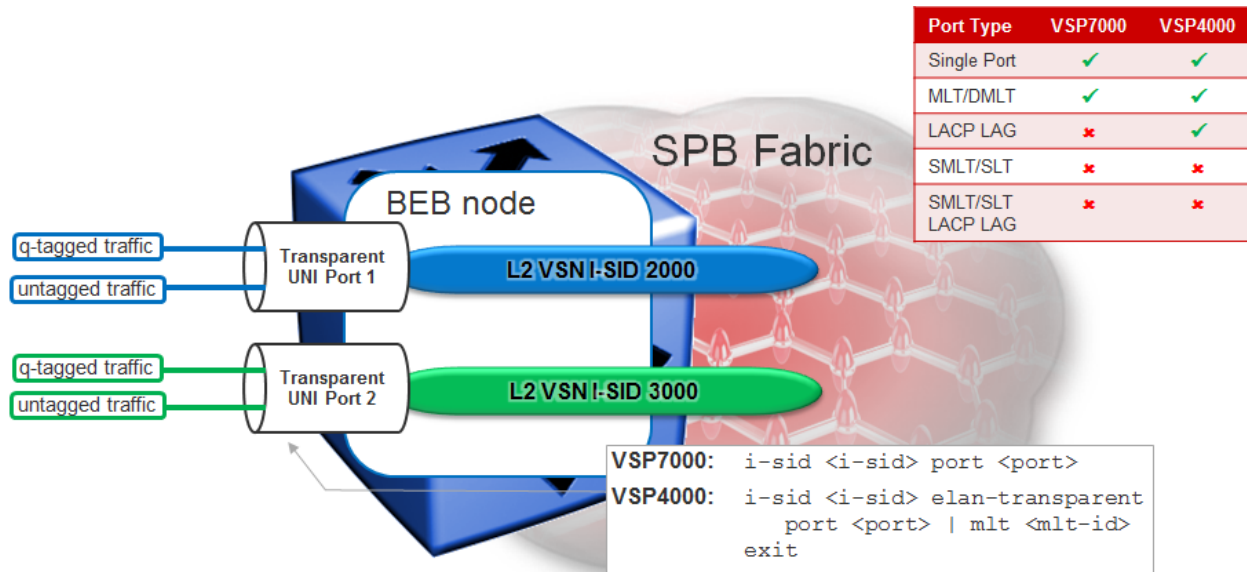 Port Type VSP7000 VSP4000
Single Port ✓ ✓
MLT/DMLT ✓ ✓
LACP LAG ✖ ✓
SMLT/SLT ✖ ✖
SMLT/SLT
LACP LAG ✖ ✖
SPB Fabric
BEB node
q-tagged traffic
untagged traffic
Transparent
UNI Port 1
L2 VSN I-SID 2000
q-tagged traffic
untagged traffic
Transparent
UNI Port 2
L2 VSN I-SID 3000
VSP7000: i-sid <i-sid> port <port>
VSP4000: i-sid <i-sid> elan-transparent
port <port> | mlt <mlt-id>
exit